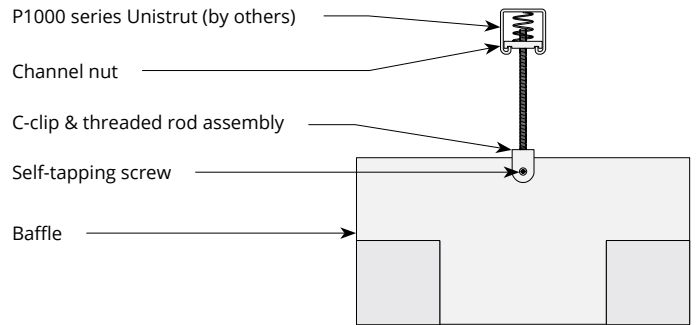 P1000 series Unistrut (by others)
Channel nut
C-clip & threaded rod assembly
Self-tapping screw
Baffle